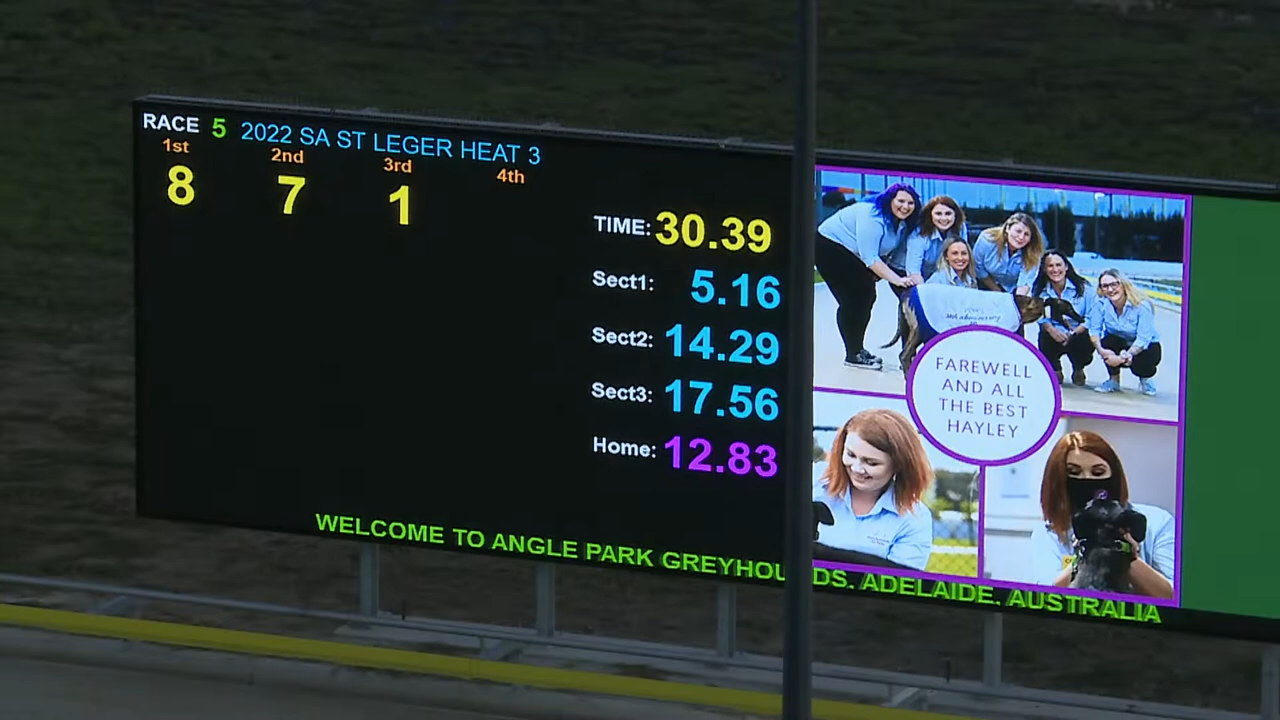 RACE 5 2022 SA ST LEGER HEAT 3
1st 2nd 3rd 4th
8 7 1
TIME: 30.39
Sect1: 5.16
Sect2: 14.29
Sect3: 17.56
Home: 12.83
FAREWELL
AND ALL
THE BEST
HAYLEY
WELCOME TO ANGLE PARK GREYHOUNDS. ADELAIDE. AUSTRALIA